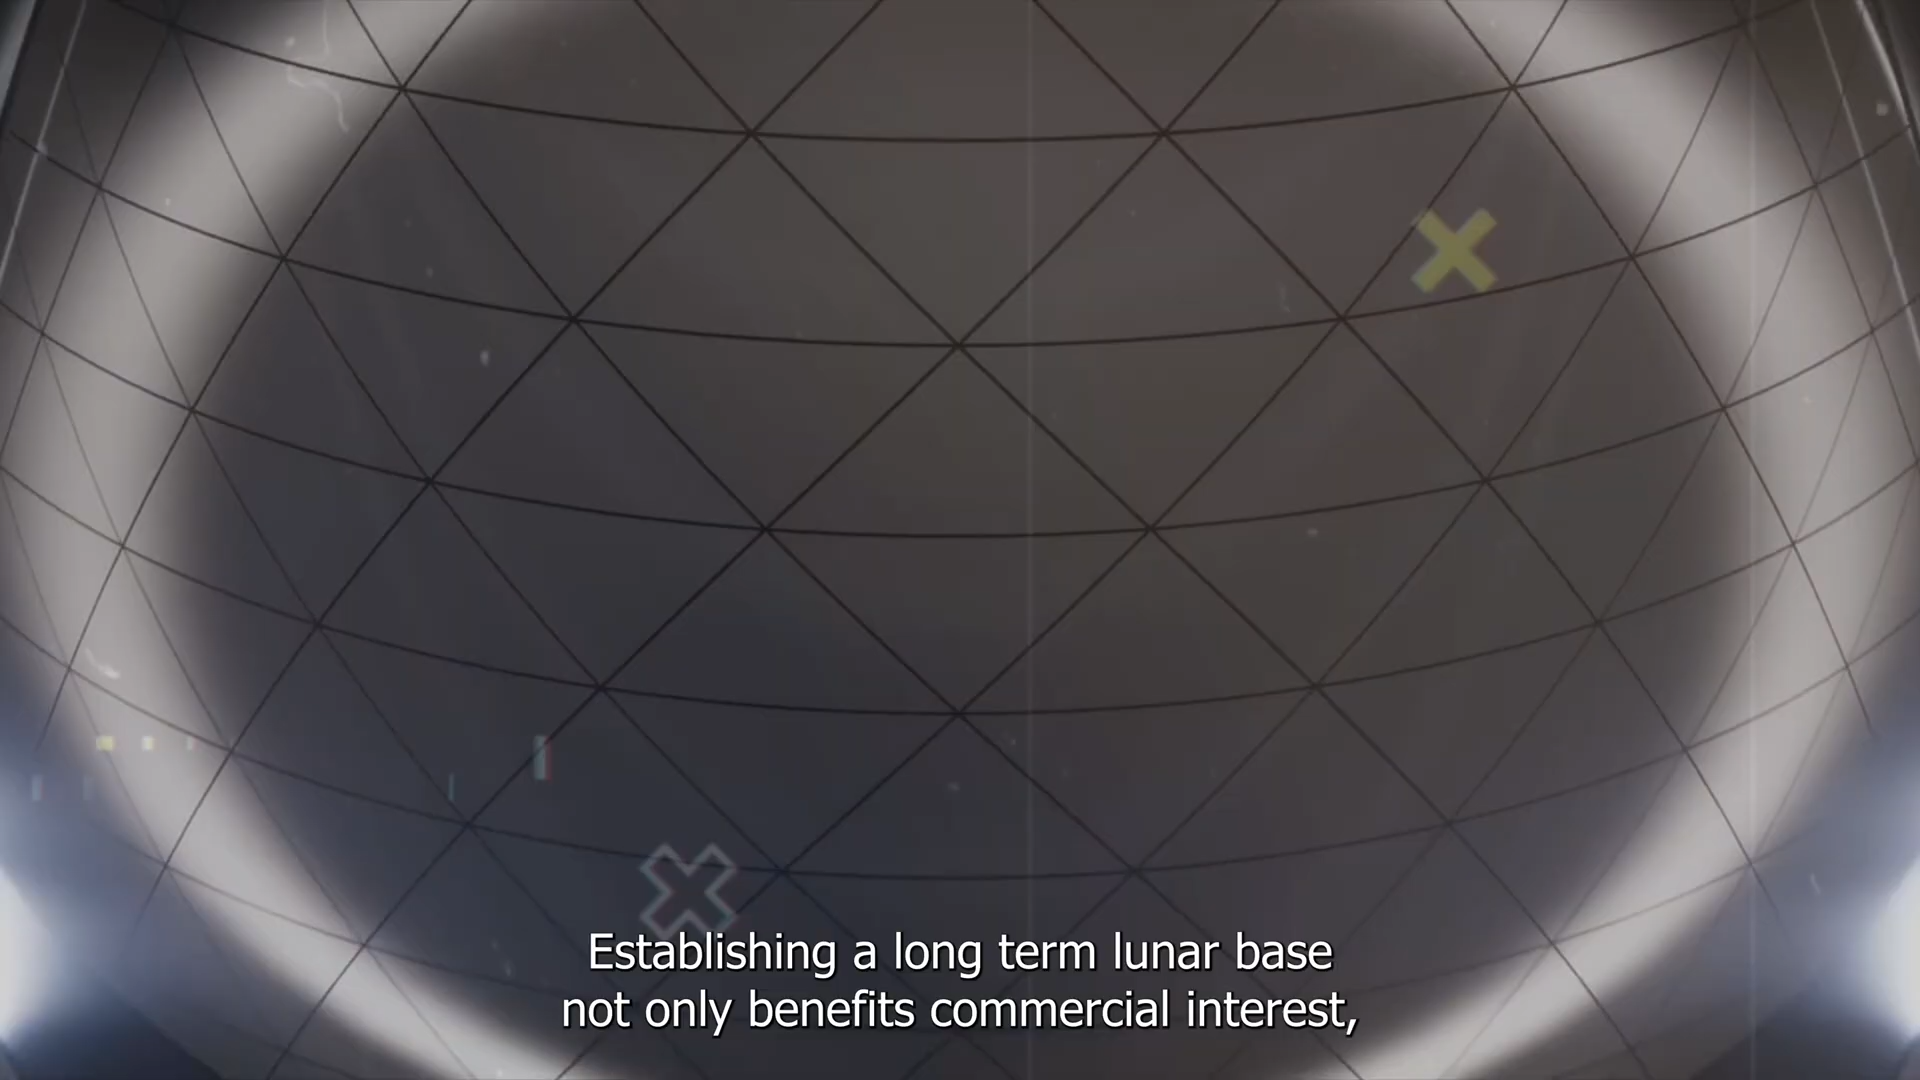 Establishing a long term lunar base
not only benefits commercial interest,